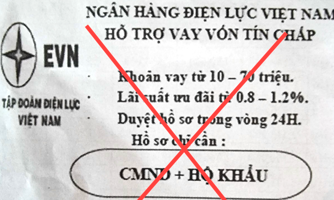 NGÂN HÀNG ĐIỆN LỰC VIỆT NAM
HỖ TRỢ VAY VỐN TÍN CHẤP
EVN
TẬP ĐOÀN ĐIỆN LỰC
VIỆT NAM
· Khoản vay từ 10 – 70 triệu.
· Lãi suất ưu đãi từ 0.8 – 1.2%.
· Duyệt hồ sơ trong vòng 24H.
Hồ sơ chỉ cần :
CMND + HỘ KHẨU